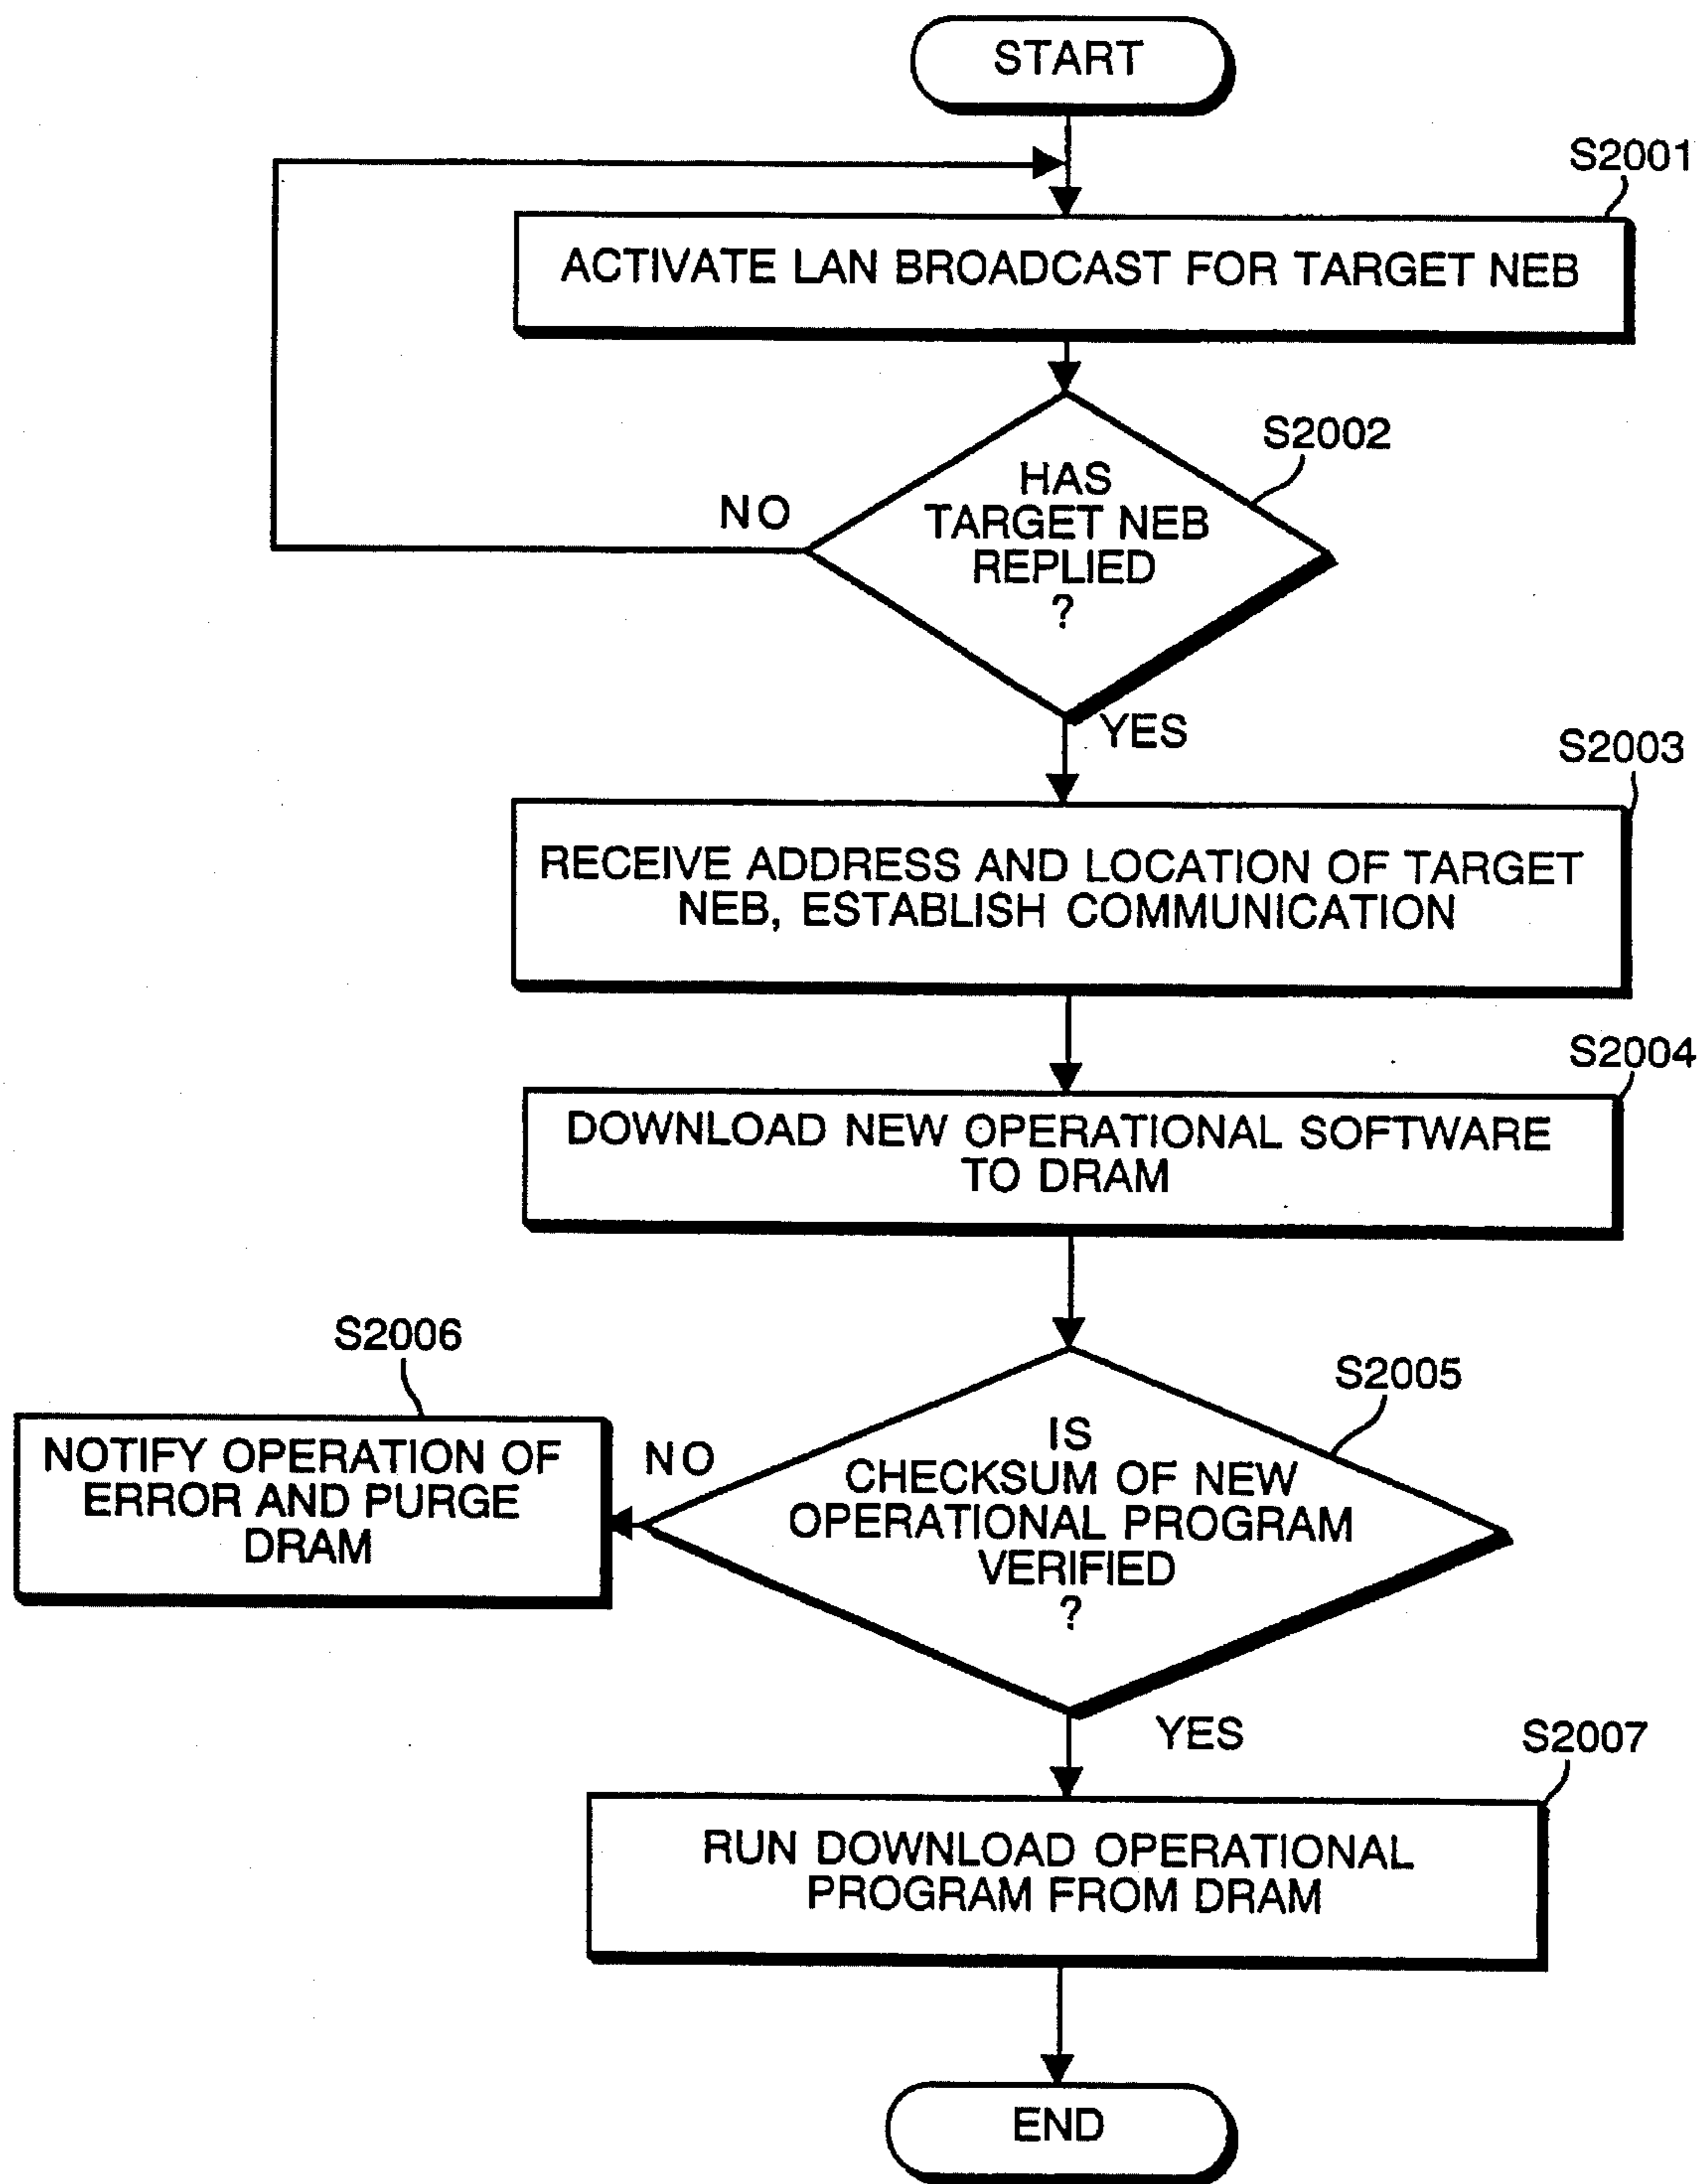 START
S2001
ACTIVATE LAN BROADCAST FOR TARGET NEB
S2002
HAS
TARGET NEB
REPLIED
?
NO
YES
S2003
RECEIVE ADDRESS AND LOCATION OF TARGET
NEB, ESTABLISH COMMUNICATION
S2004
DOWNLOAD NEW OPERATIONAL SOFTWARE
TO DRAM
S2006
NOTIFY OPERATION OF
ERROR AND PURGE
DRAM
NO
S2005
IS
CHECKSUM OF NEW
OPERATIONAL PROGRAM
VERIFIED
?
YES
S2007
RUN DOWNLOAD OPERATIONAL
PROGRAM FROM DRAM
END